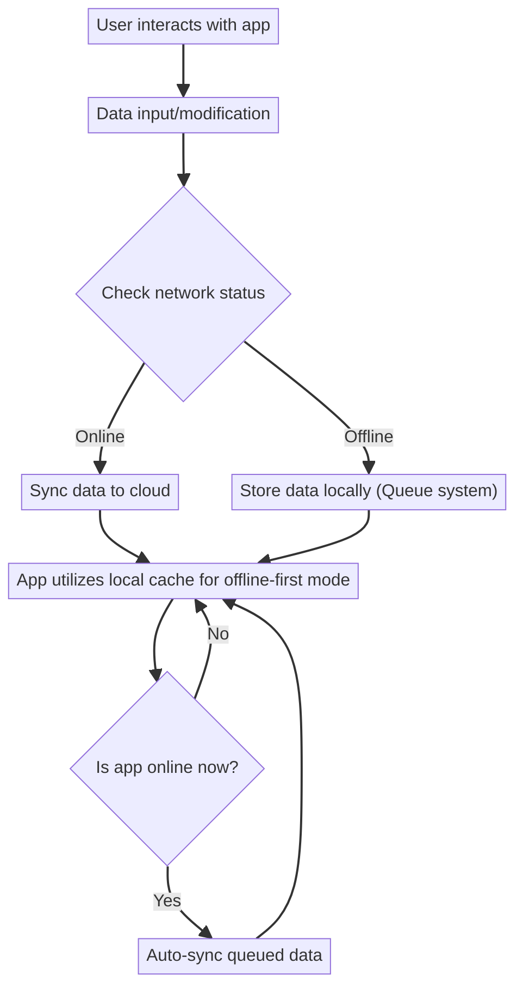 User interacts with app
Data input/modification
Check network status
Online
Offline
Sync data to cloud
Store data locally (Queue system)
App utilizes local cache for offline-first mode
No
Is app online now?
Yes
Auto-sync queued data